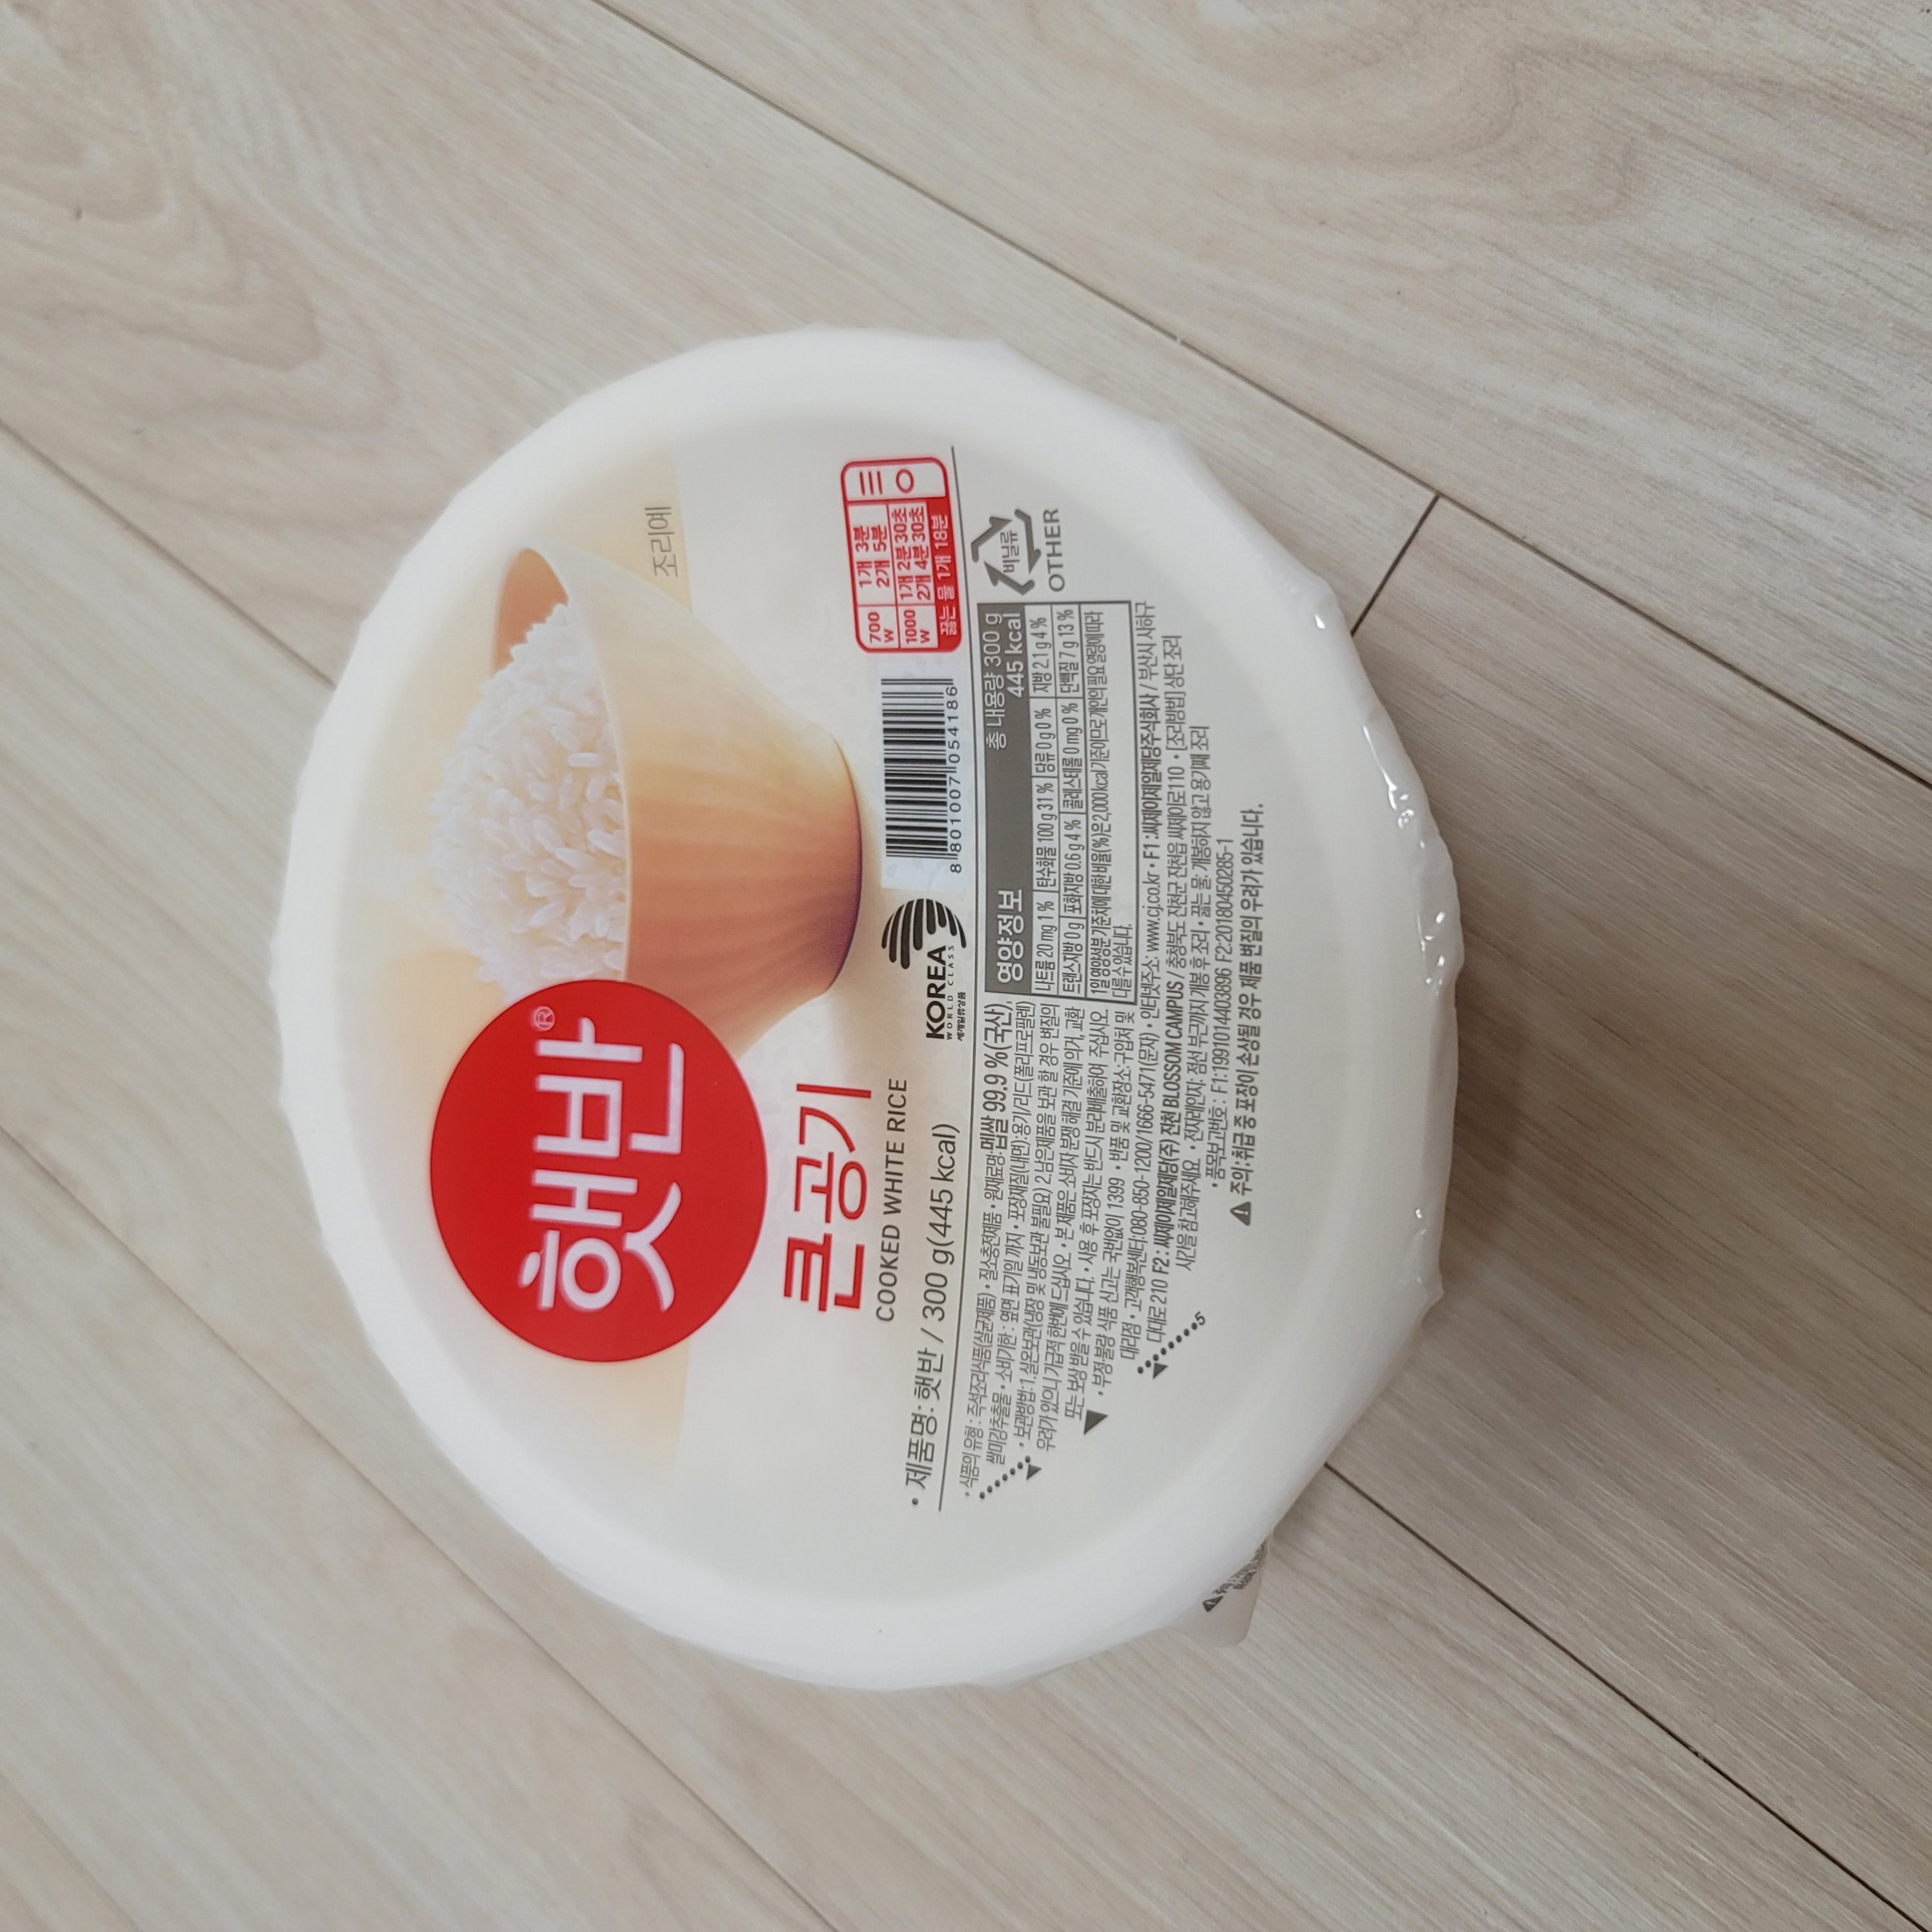 햇반®
조리예
큰공기
COOKED WHITE RICE
• 제품명: 햇반 / 300 g(445 kcal)
KOREA
WORLD CLASS
세계일류상품
8 801007 054186
700 W 1개 3분
2개 5분
1000 W 1개 2분30초
2개 4분30초
끓는 물 1개 18분
• 식품의 유형 : 즉석조리식품(살균제품) • 질소충전제품 • 원재료명:멥쌀 99.9 %(국산),
쌀미강추출물 • 소비기한 : 옆면 표기일 까지 • 포장재질(내면):용기/리드(폴리프로필렌)
• 보관방법:1.실온보관(냉장 및 냉동보관 불필요) 2.남은제품을 보관 할 경우 변질의
우려가 있으니 가급적 한번에 드십시오. • 본 제품은 소비자 분쟁 해결 기준에 의거, 교환
또는 보상 받을 수 있습니다. • 사용 후 포장지는 반드시 분리배출하여 주십시오.
• 부정·불량 식품 신고는 국번없이 1399 • 반품 및 교환장소:구입처 및
대리점 • 고객행복센터:080-850-1200/1666-5471(문자) • 인터넷주소: www.cj.co.kr • F1 :씨제이제일제당주식회사 / 부산시 사하구
다대로 210 F2 : 씨제이제일제당(주) 진천 BLOSSOM CAMPUS / 충청북도 진천군 진천읍 씨제이로110 • [조리방법] 상단 조리
시간을 참고해주세요. • 전자레인지: 점선 부근까지 개봉 후 조리 • 끓는 물: 개봉하지 않고 용기째 조리
• 품목보고번호 : F1:1991014403896 F2:20180450285-1
주의:취급 중 포장이 손상될 경우 제품 변질의 우려가 있습니다.
영양정보
총 내용량 300 g
445 kcal
나트륨 20 mg 1 % 탄수화물 100 g 31 % 당류 0 g 0 % 지방 2.1 g 4 %
트랜스지방 0 g 포화지방 0.6 g 4 % 콜레스테롤 0 mg 0 % 단백질 7 g 13 %
1일 영양성분 기준치에 대한 비율(%)은 2,000 kcal 기준이므로 개인의 필요 열량에 따라
다를 수 있습니다.
비닐류
OTHER
5